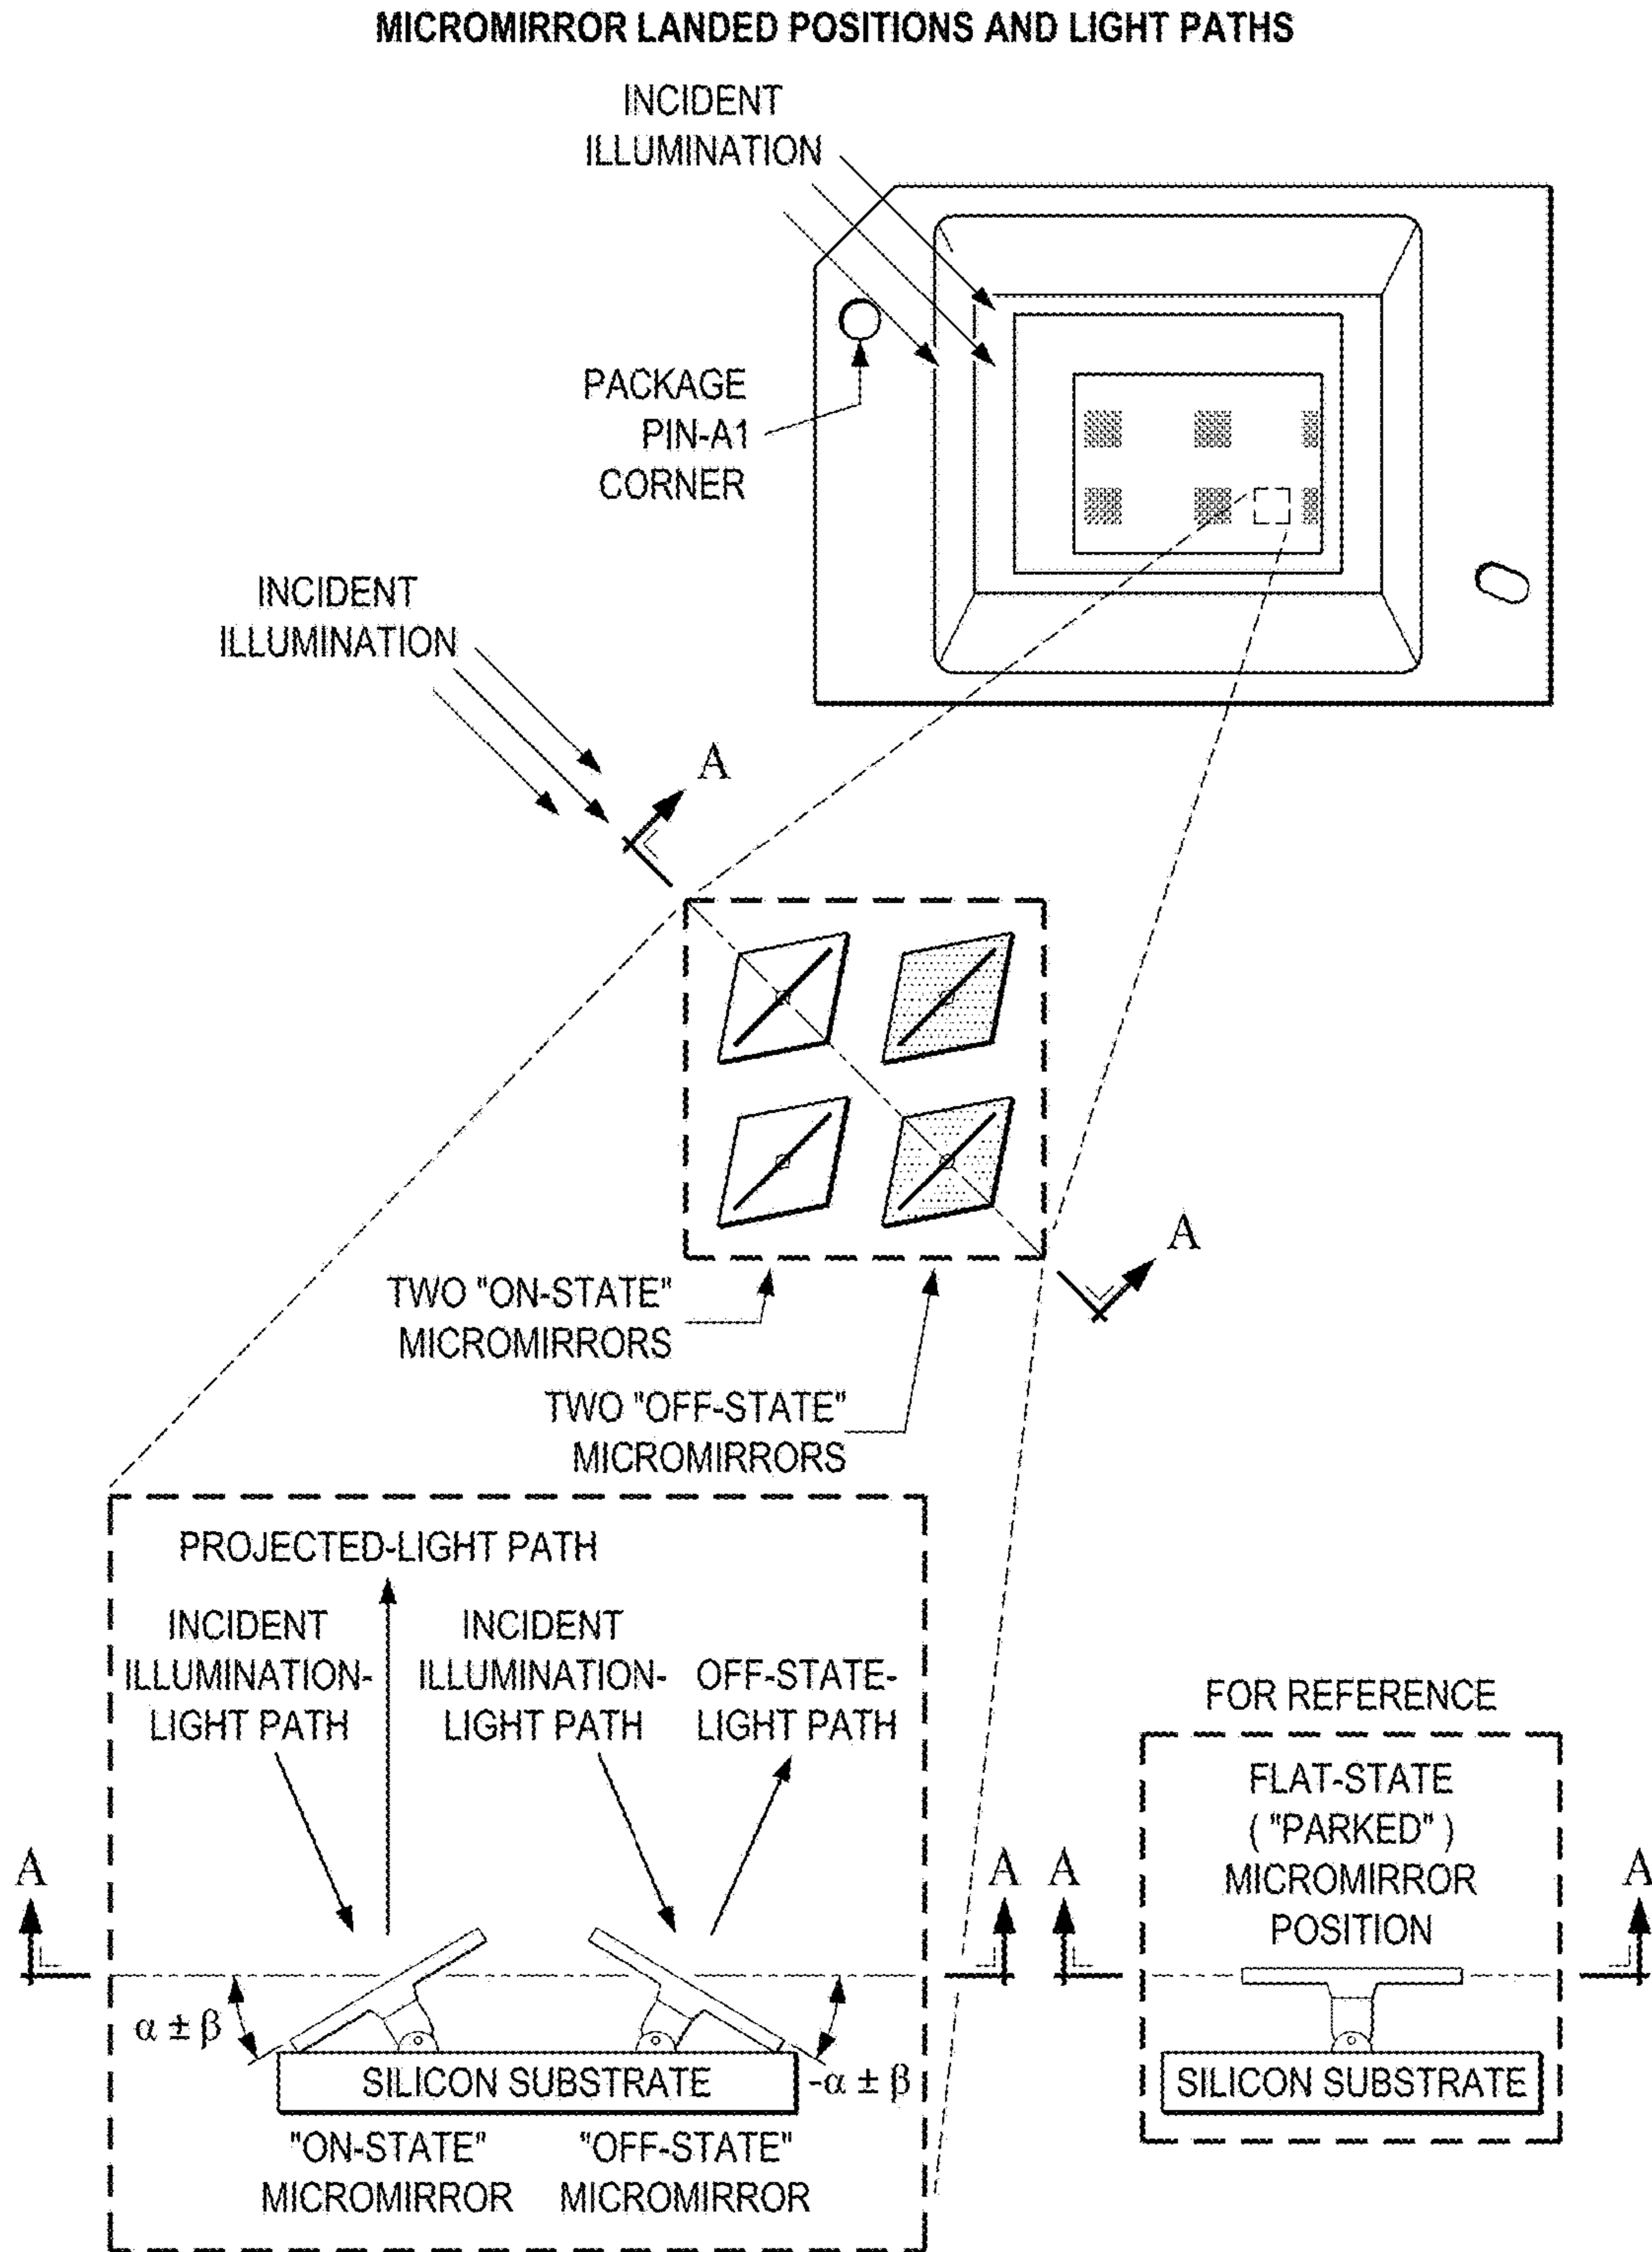 MICROMIRROR LANDED POSITIONS AND LIGHT PATHS
INCIDENT
ILLUMINATION
PACKAGE
PIN-A1
CORNER
INCIDENT
ILLUMINATION
A
A
TWO "ON-STATE"
MICROMIRRORS
TWO "OFF-STATE"
MICROMIRRORS
PROJECTED-LIGHT PATH
INCIDENT
ILLUMINATION-
LIGHT PATH
INCIDENT
ILLUMINATION-
LIGHT PATH
OFF-STATE-
LIGHT PATH
A
A
α ± β
-α ± β
SILICON SUBSTRATE
"ON-STATE"
MICROMIRROR
"OFF-STATE"
MICROMIRROR
FOR REFERENCE
FLAT-STATE
( "PARKED" )
MICROMIRROR
POSITION
A
A
SILICON SUBSTRATE